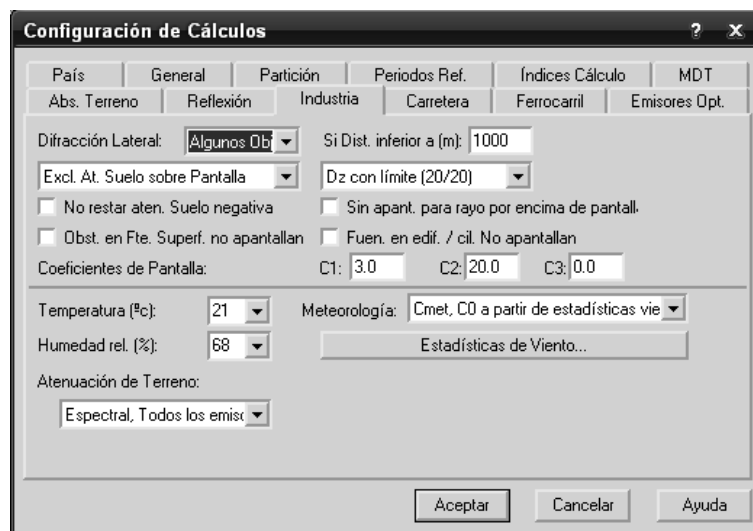 Configuración de Cálculos ? x
País General Partición Periodos Ref. Índices Cálculo MDT
Abs. Terreno Reflexión Industria Carretera Ferrocarril Emisores Opt.
Difracción Lateral: Algunos Obj Si Dist. inferior a (m): 1000
Excl. At. Suelo sobre Pantalla Dz con límite (20/20)
No restar aten. Suelo negativa Sin apant. para rayo por encima de pantall
Obst. en Fte. Superf. no apantallan Fuen. en edif. / cil. No apantallan
Coeficientes de Pantalla: C1: 3.0 C2: 20.0 C3: 0.0
Temperatura (ºc): 21 Meteorología: Cmet, C0 a partir de estadísticas vie
Humedad rel. (%): 68 Estadísticas de Viento...
Atenuación de Terreno:
Espectral, Todos los emisc
Aceptar Cancelar Ayuda